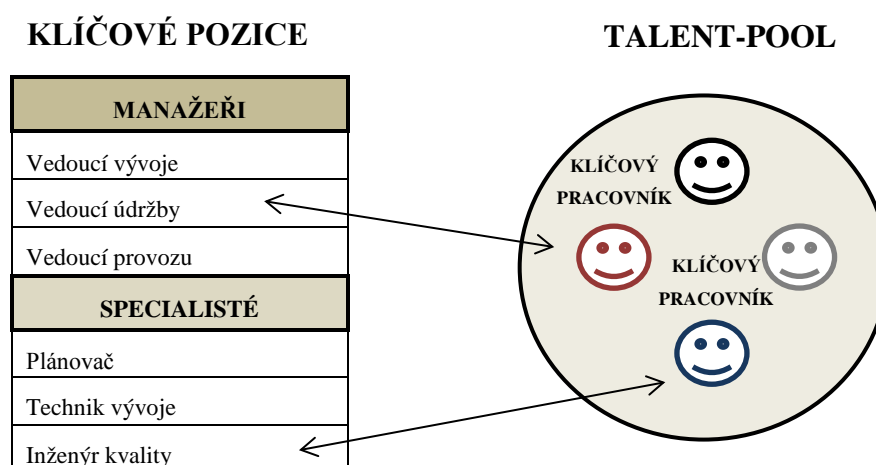 KLÍČOVÉ POZICE
MANAŽEŘI
Vedoucí vývoje
Vedoucí údržby
Vedoucí provozu
SPECIALISTÉ
Plánovač
Technik vývoje
Inženýr kvality
TALENT-POOL
KLÍČOVÝ
PRACOVNÍK
KLÍČOVÝ
PRACOVNÍK